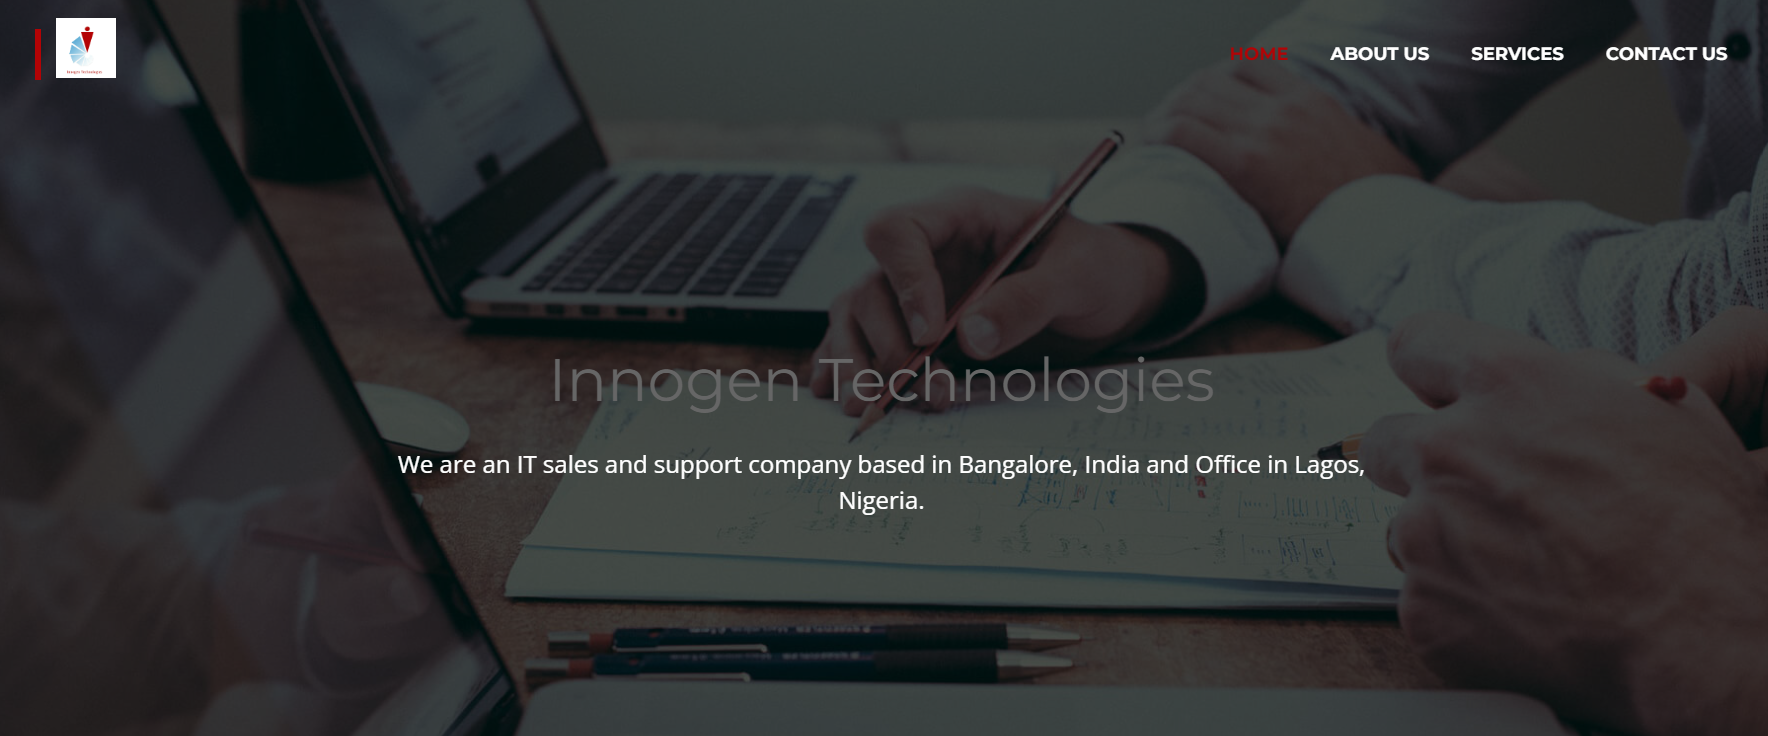 Innogen Technologies
HOME
ABOUT US
SERVICES
CONTACT US
Innogen Technologies
We are an IT sales and support company based in Bangalore, India and Office in Lagos,
Nigeria.